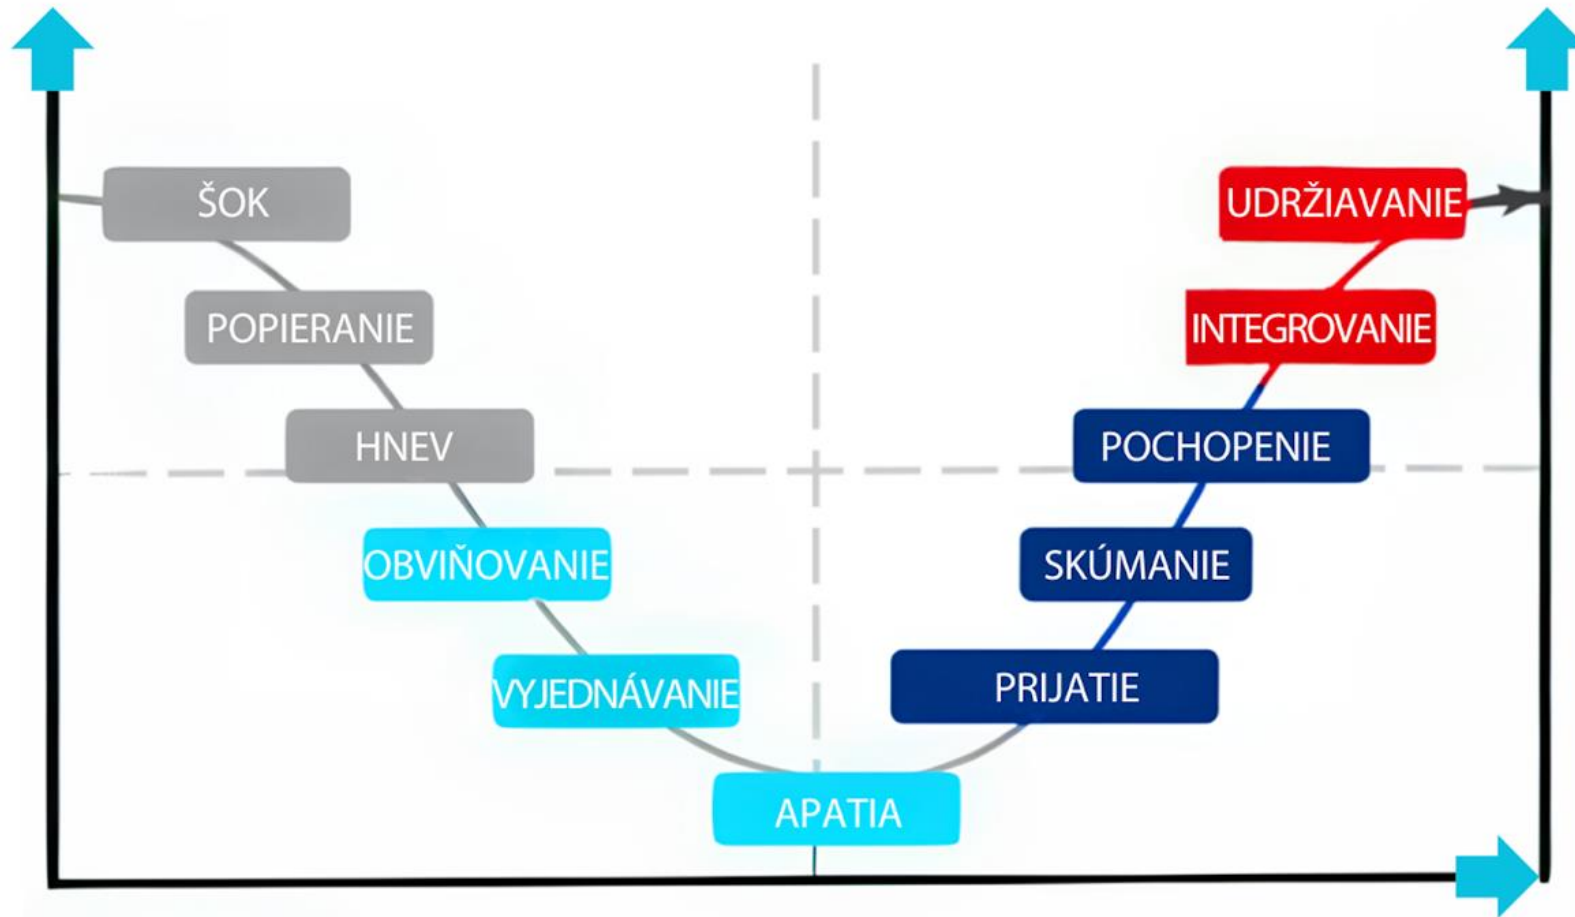 ŠOK
POPIERANIE
HNEV
OBVIŇOVANIE
VYJEDNÁVANIE
APATIA
PRIJATIE
SKÚMANIE
POCHOPENIE
INTEGROVANIE
UDRŽIAVANIE